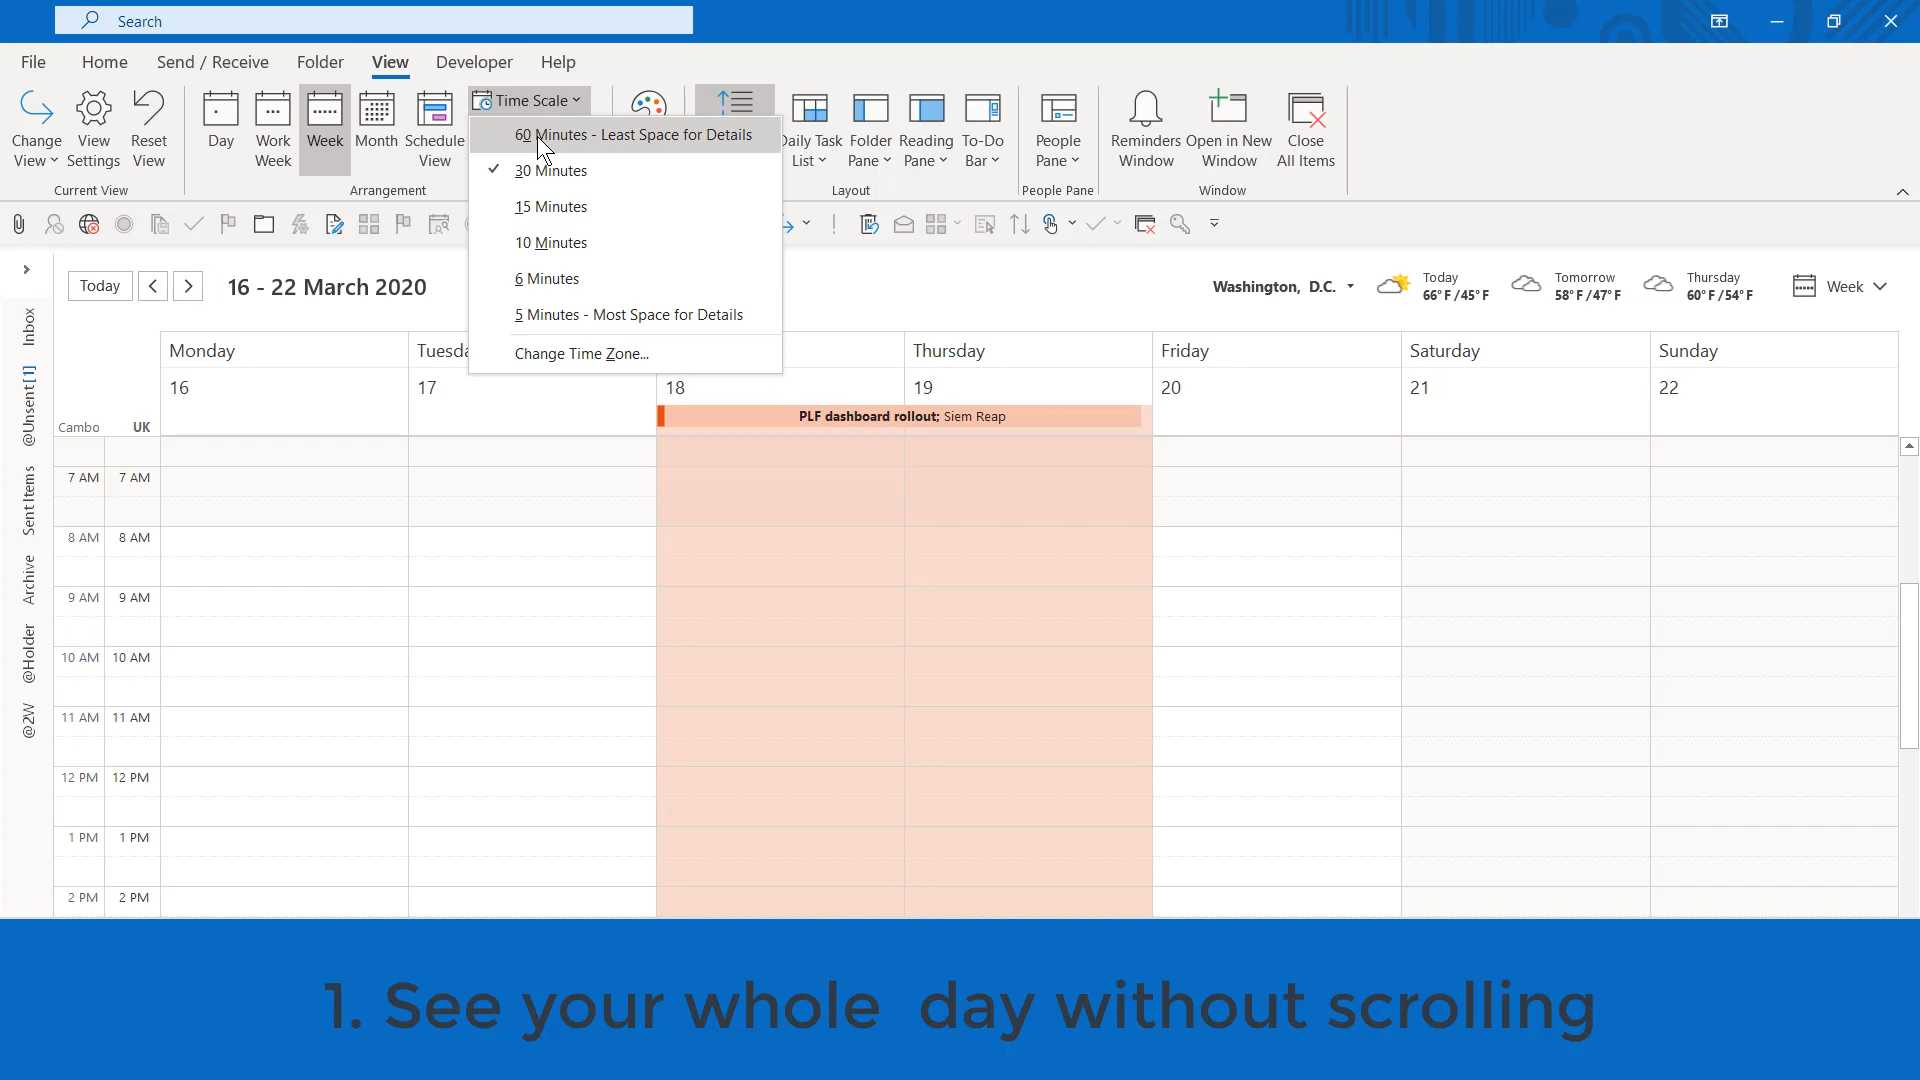 Search
File Home Send / Receive Folder View Developer Help
Change View
View Settings
Reset View
Current View
Day
Work Week
Week
Month
Schedule View
Arrangement
Time Scale
60 Minutes - Least Space for Details
30 Minutes
15 Minutes
10 Minutes
6 Minutes
5 Minutes - Most Space for Details
Change Time Zone...
Daily Task List
Folder Pane
Reading Pane
To-Do Bar
Layout
People Pane
People Pane
Reminders Window
Open in New Window
Close All Items
Window
Inbox
@Unsent [1]
Sent Items
Archive
@Holder
@2W
Today
16 - 22 March 2020
Washington, D.C.
Today
66° F / 45° F
Tomorrow
58° F / 47° F
Thursday
60° F / 54° F
Week
Monday Thursday Friday Saturday Sunday
16 17 18 19 20 21 22
PLF dashboard rollout; Siem Reap
Cambo UK
7 AM 7 AM
8 AM 8 AM
9 AM 9 AM
10 AM 10 AM
11 AM 11 AM
12 PM 12 PM
1 PM 1 PM
2 PM 2 PM
1. See your whole day without scrolling